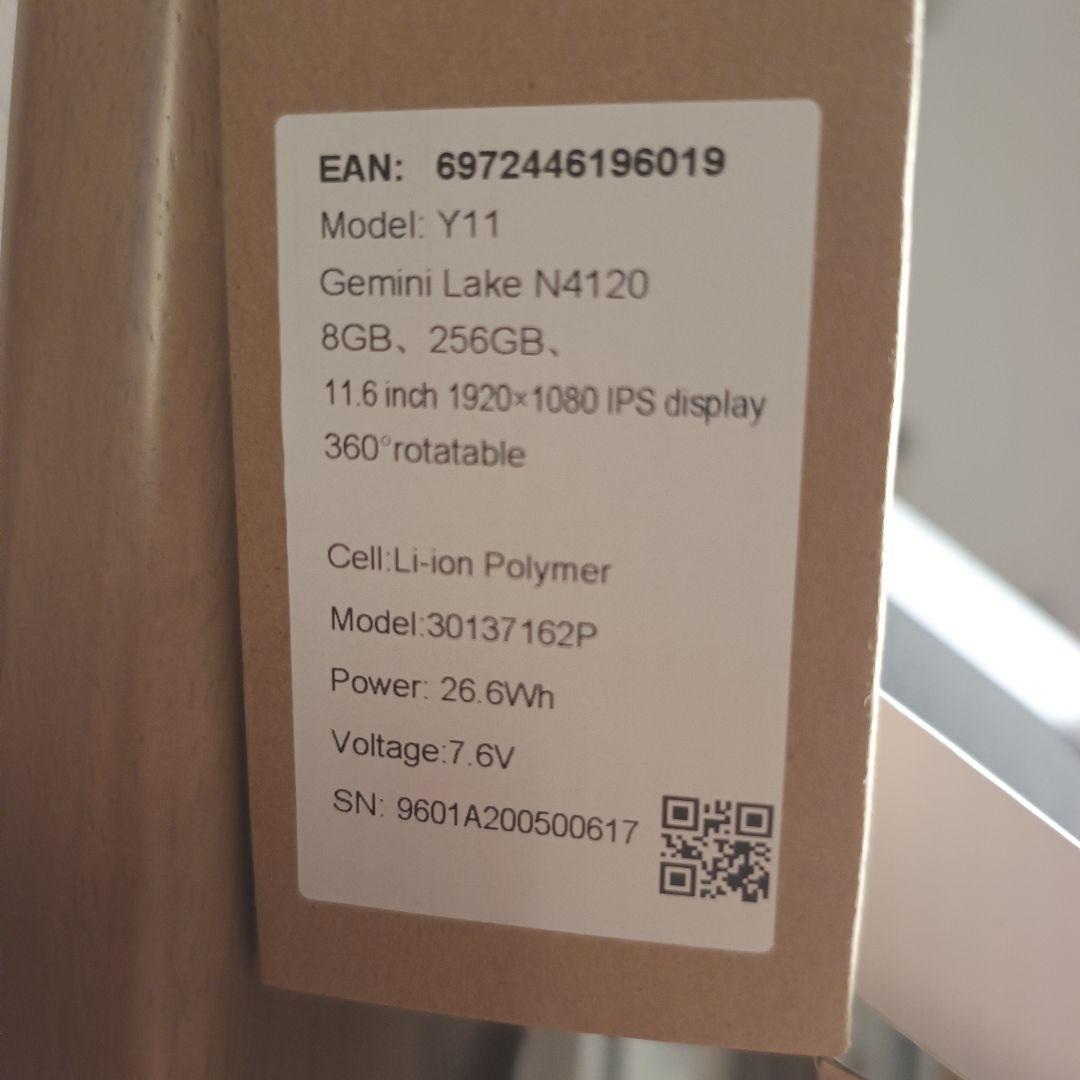 EAN: 6972446196019
Model: Y11
Gemini Lake N4120
8GB、256GB、
11.6 inch 1920×1080 IPS display
360°rotatable
Cell:Li-ion Polymer
Model:30137162P
Power: 26.6Wh
Voltage:7.6V
SN: 9601A200500617